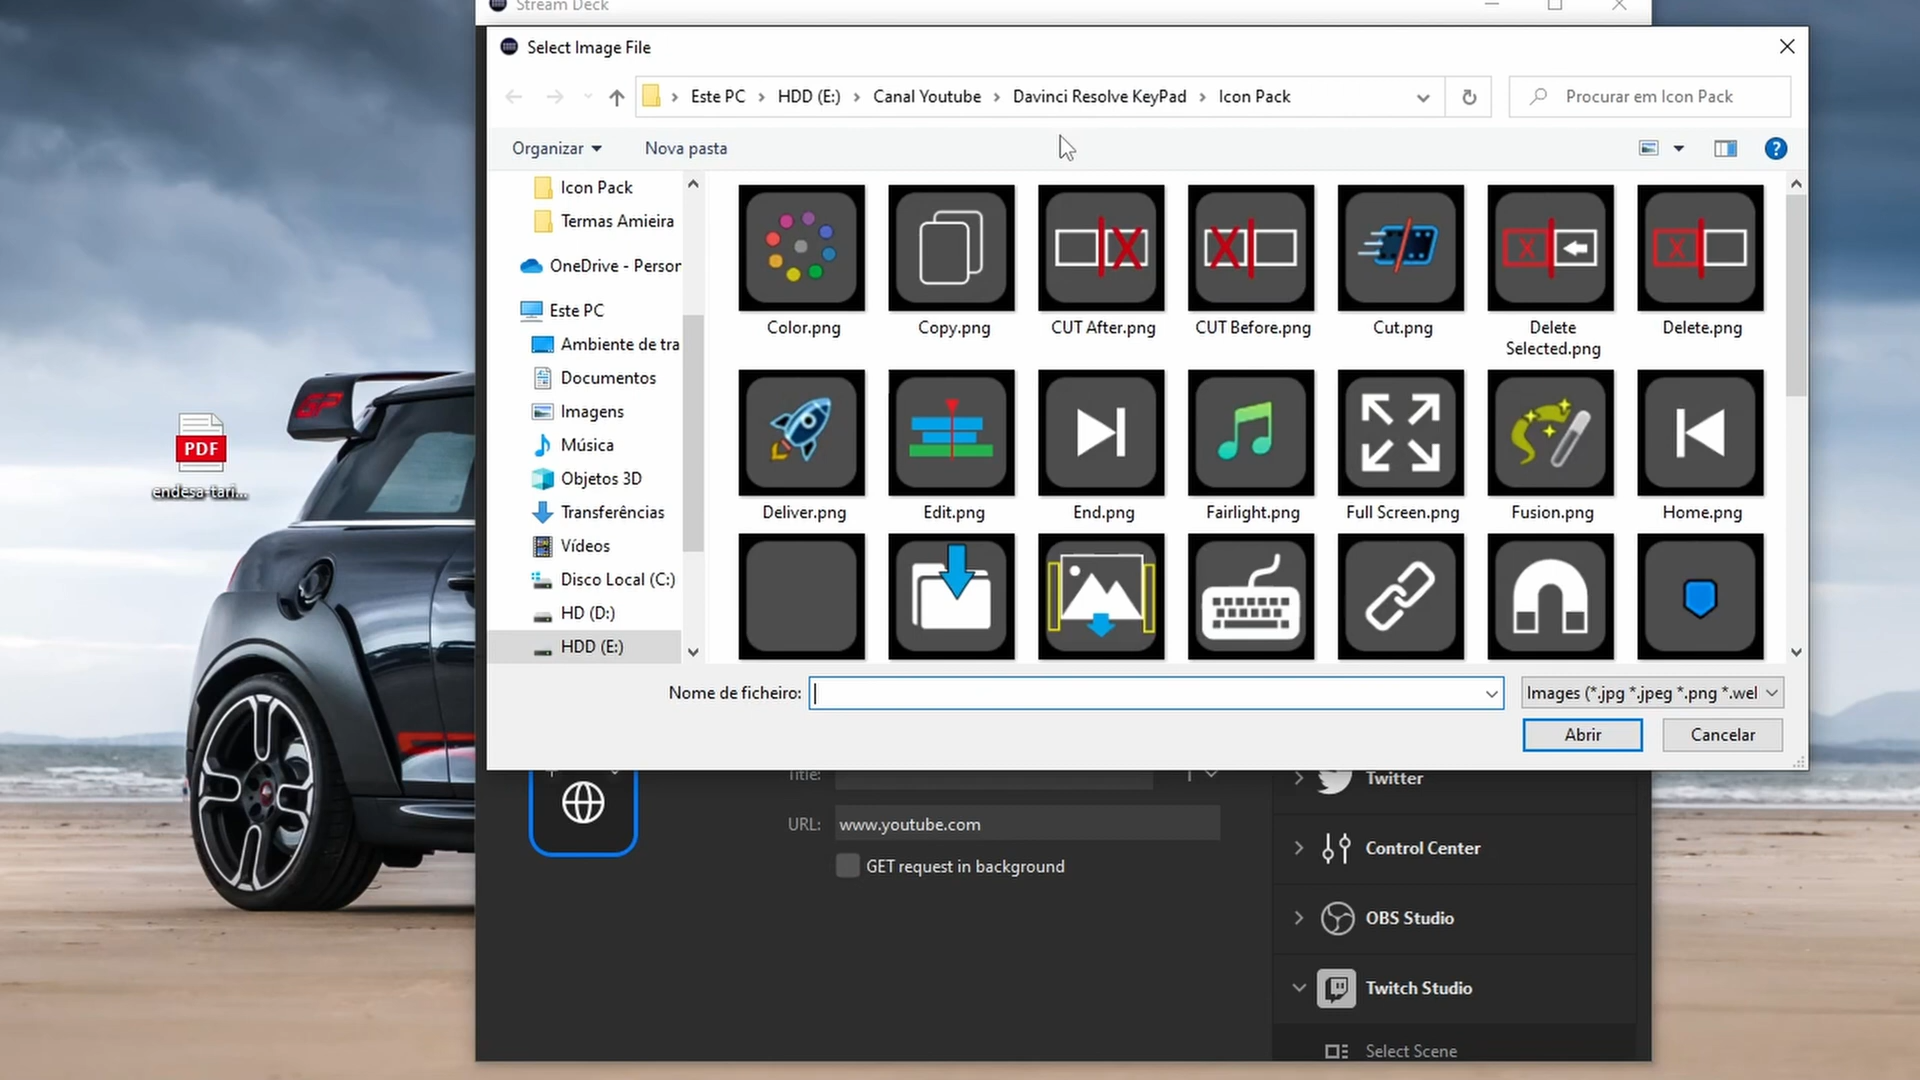 Stream Deck
Select Image File
Este PC
HDD (E:)
Canal Youtube
Davinci Resolve KeyPad
Icon Pack
Procurar em Icon Pack
Organizar
Nova pasta
?
Icon Pack
Termas Amieira
OneDrive - Person
Este PC
Ambiente de tra
Documentos
Imagens
Música
Objetos 3D
Transferências
Vídeos
Disco Local (C:)
HD (D:)
HDD (E:)
Color.png
Copy.png
CUT After.png
CUT Before.png
Cut.png
Delete
Selected.png
Delete.png
Deliver.png
Edit.png
End.png
Fairlight.png
Full Screen.png
Fusion.png
Home.png
Nome de ficheiro:
Images (*.jpg *.jpeg *.png *.wel
Abrir
Cancelar
GP
PDF
endesa-tari...
Title:
URL:
www.youtube.com
GET request in background
Twitter
Control Center
OBS Studio
Twitch Studio
Select Scene